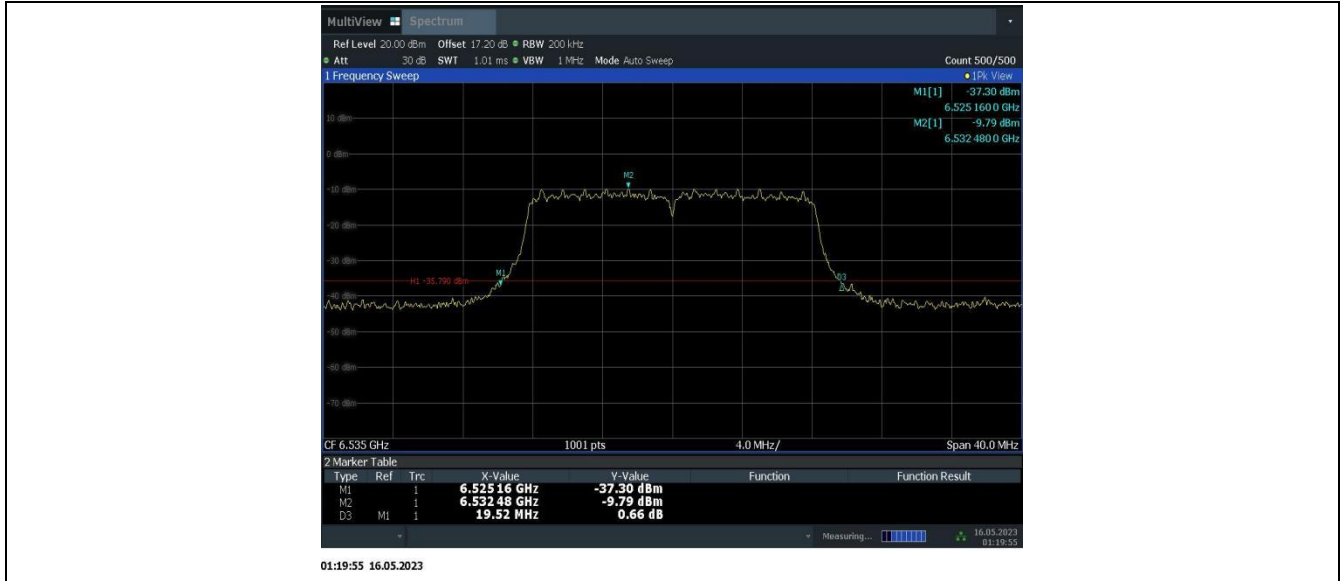 MultiView Spectrum
Ref Level 20.00 dBm Offset 17.20 dB RBW 200 kHz
Att 30 dB SWT 1.01 ms VBW 1 MHz Mode Auto Sweep Count 500/500
1 Frequency Sweep 1Pk View
M1[1] -37.30 dBm
6.525 160 0 GHz
10 dBm
M2[1] -9.79 dBm
6.532 480 0 GHz
0 dBm
M2
-10 dBm
-20 dBm
-30 dBm
M1
D3
H1 -35.790 dBm
-40 dBm
-50 dBm
-60 dBm
-70 dBm
CF 6.535 GHz 1001 pts 4.0 MHz/ Span 40.0 MHz
2 Marker Table
Type Ref Trc X-Value Y-Value Function Function Result
M1 1 6.52516 GHz -37.30 dBm
M2 1 6.53248 GHz -9.79 dBm
D3 M1 1 19.52 MHz 0.66 dB
Measuring... 16.05.2023
01:19:55
01:19:55 16.05.2023